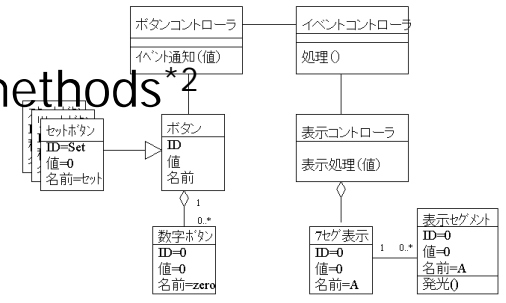 ボタンコントローラ
イベントコントローラ
イベント通知(値)
処理()
methods*2
セットボタン
ID=Set
値=0
名前=セット
ボタン
ID
値
名前
表示コントローラ
表示処理(値)
1
0..*
数字ボタン
ID=0
値=0
名前=zero
7セグ表示
ID=0
値=0
名前=A
1
0..*
表示セグメント
ID=0
値=0
名前=A
発光()